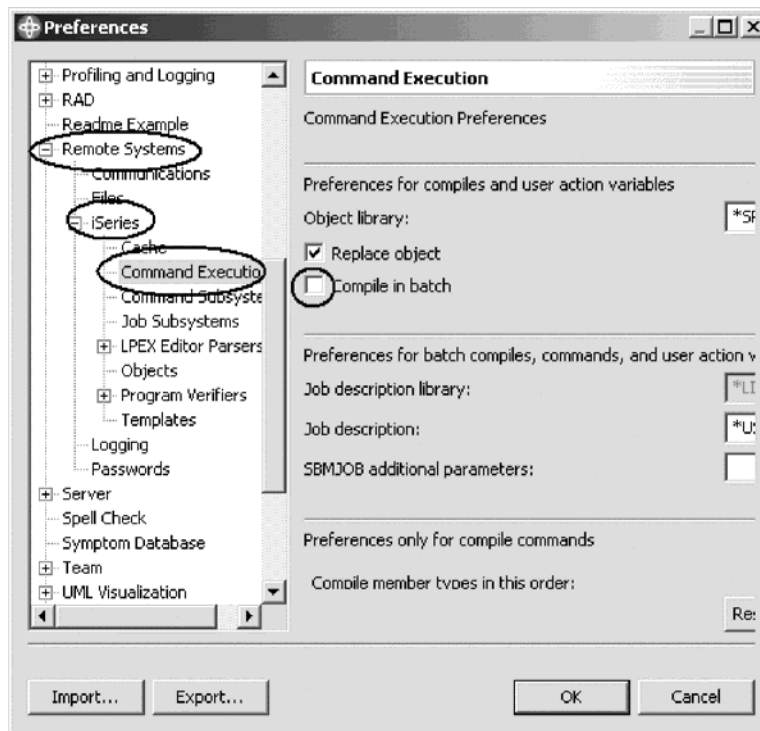 Preferences
Profiling and Logging
RAD
Readme Example
Remote Systems
Communications
Files
iSeries
Cache
Command Executio
Command Subsyste
Job Subsystems
LPEX Editor Parsers
Objects
Program Verifiers
Templates
Logging
Passwords
Server
Spell Check
Symptom Database
Team
UML Visualization
Command Execution
Command Execution Preferences
Preferences for compiles and user action variables
Object library:
Replace object
Compile in batch
Preferences for batch compiles, commands, and user action v
Job description library:
*LI
Job description:
SBMJOB additional parameters:
Preferences only for compile commands
Compile member types in this order:
Import...
Export...
OK
Cancel